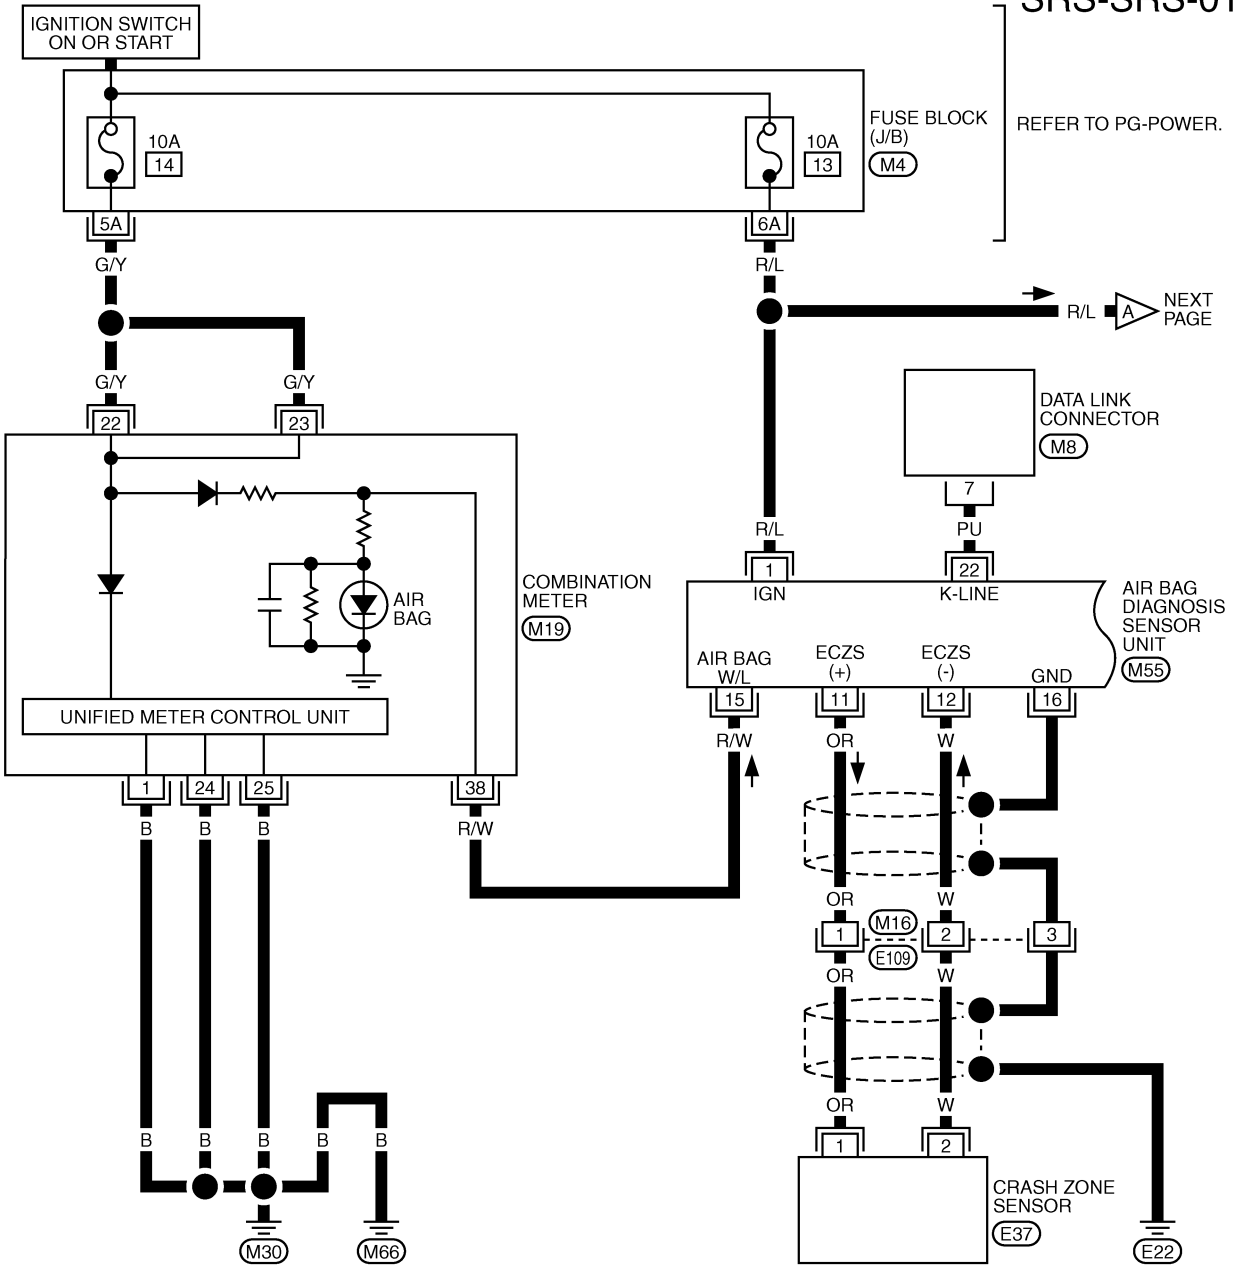 SRS-SRS-01
IGNITION SWITCH
ON OR START
10A
14
10A
13
FUSE BLOCK
(J/B)
M4
REFER TO PG-POWER.
5A
6A
G/Y
R/L
R/L
A
NEXT
PAGE
G/Y
G/Y
22
23
DATA LINK
CONNECTOR
M8
7
R/L
PU
1
22
IGN
K-LINE
AIR
BAG
COMBINATION
METER
M19
AIR BAG
DIAGNOSIS
SENSOR
UNIT
M55
AIR BAG
W/L
ECZS
(+)
ECZS
(-)
GND
15
11
12
16
UNIFIED METER CONTROL UNIT
R/W
OR
W
1
24
25
38
B
B
B
R/W
OR
W
1
M16
2
3
E109
OR
W
OR
W
B
B
B
B
B
1
2
CRASH ZONE
SENSOR
E37
M30
M66
E22